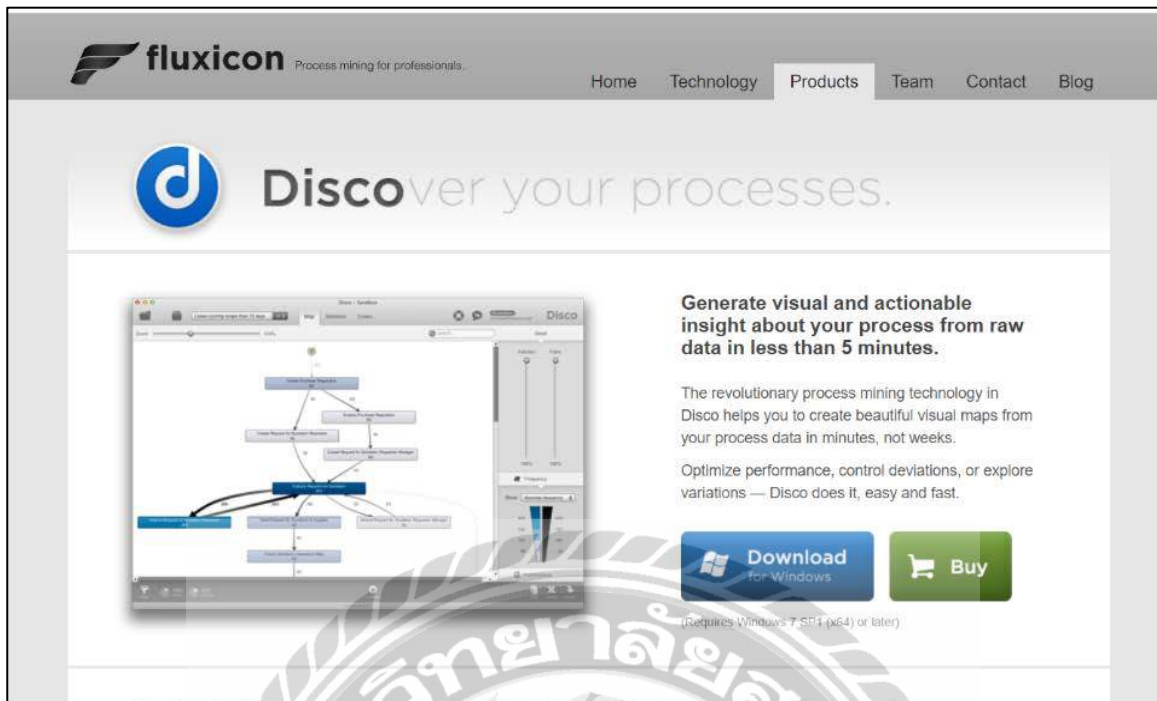 fluxicon Process mining for professionals.
Home Technology Products Team Contact Blog
Discover your processes.
Disco
Generate visual and actionable
insight about your process from raw
data in less than 5 minutes.
The revolutionary process mining technology in
Disco helps you to create beautiful visual maps from
your process data in minutes, not weeks.
Optimize performance, control deviations, or explore
variations — Disco does it, easy and fast.
Download
for Windows
Buy
(Requires Windows 7 SP1 (x64) or later)